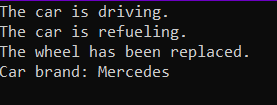 The car is driving.
The car is refueling.
The wheel has been replaced.
Car brand: Mercedes